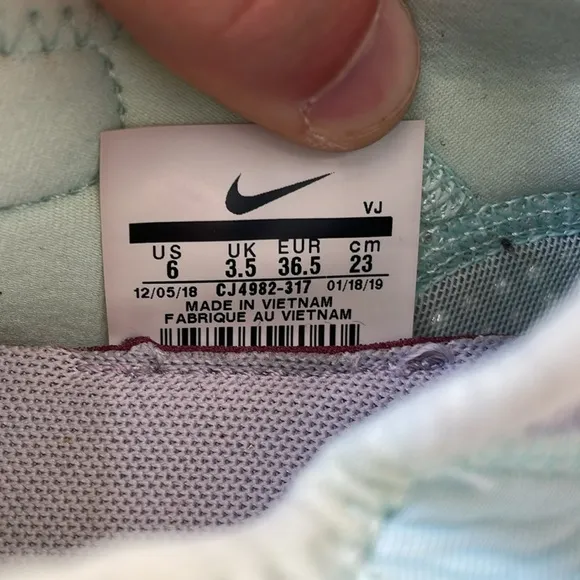 VJ
US UK EUR cm
6 3.5 36.5 23
12/05/18 CJ4982-317 01/18/19
MADE IN VIETNAM
FABRIQUE AU VIETNAM